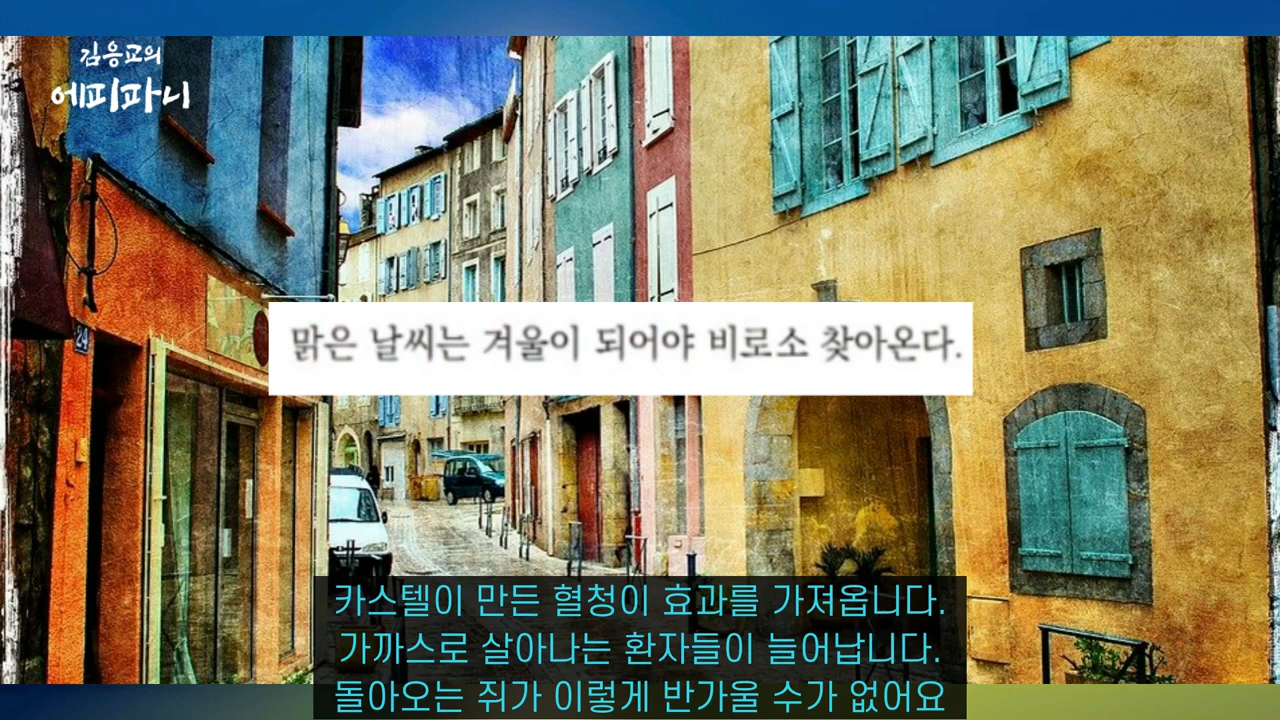 김응교의
에피파니
24
맑은 날씨는 겨울이 되어야 비로소 찾아온다.
카스텔이 만든 혈청이 효과를 가져옵니다.
가까스로 살아나는 환자들이 늘어납니다.
돌아오는 쥐가 이렇게 반가울 수가 없어요